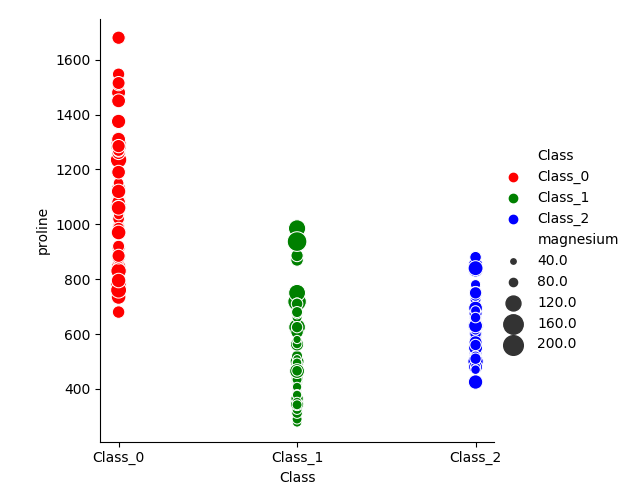 1600
1400
1200
1000
800
600
400
proline
Class_0
Class_1
Class_2
Class
Class
Class_0
Class_1
Class_2
magnesium
40.0
80.0
120.0
160.0
200.0